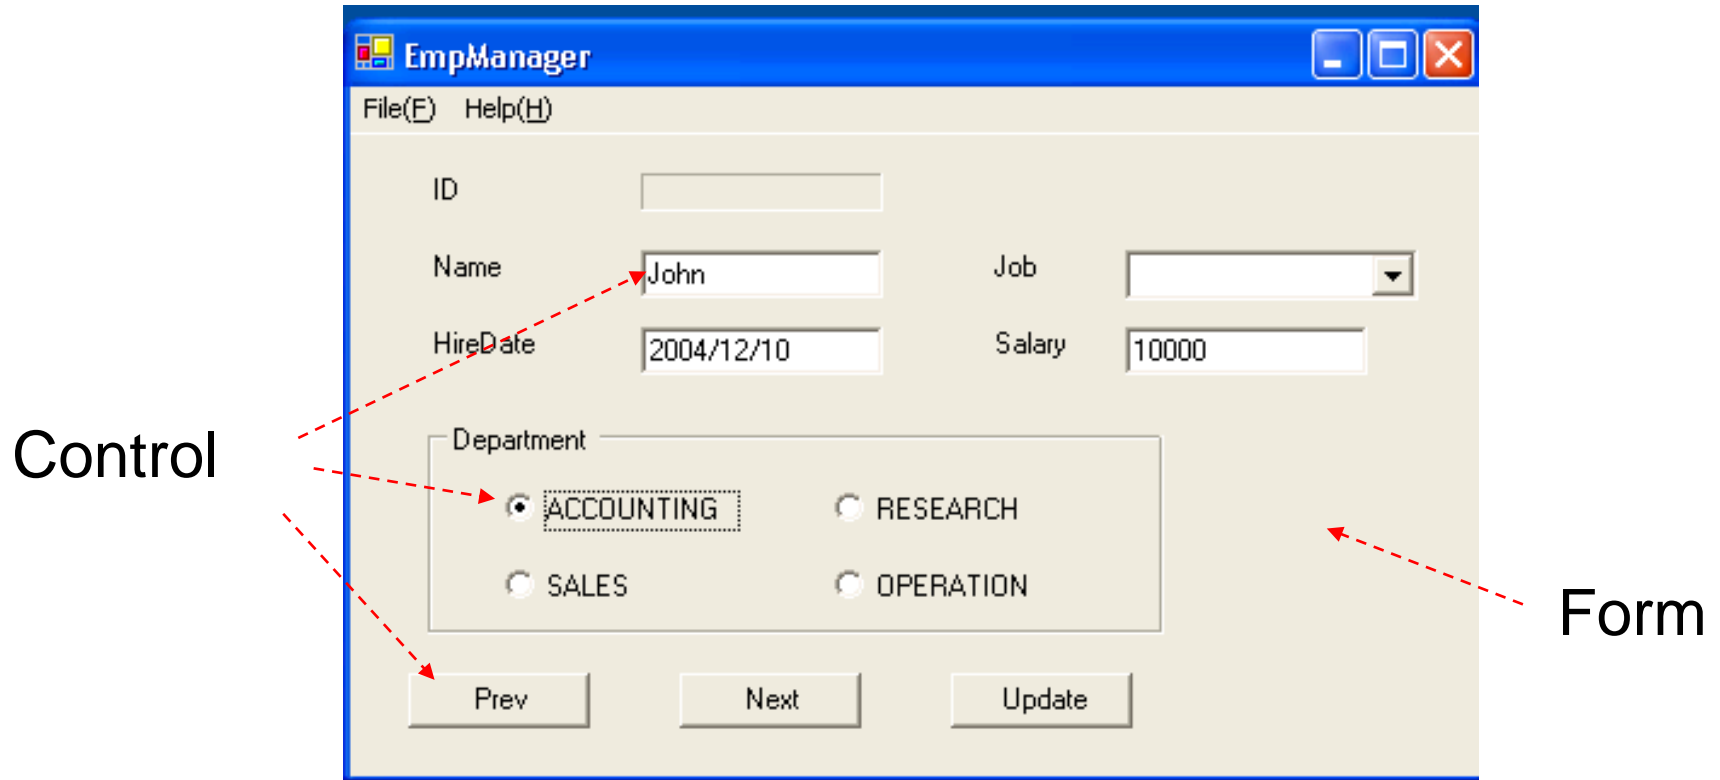 EmpManager
File(F) Help(H)
ID
Name John Job
HireDate 2004/12/10 Salary 10000
Control
Department
ACCOUNTING RESEARCH
SALES OPERATION
Form
Prev Next Update